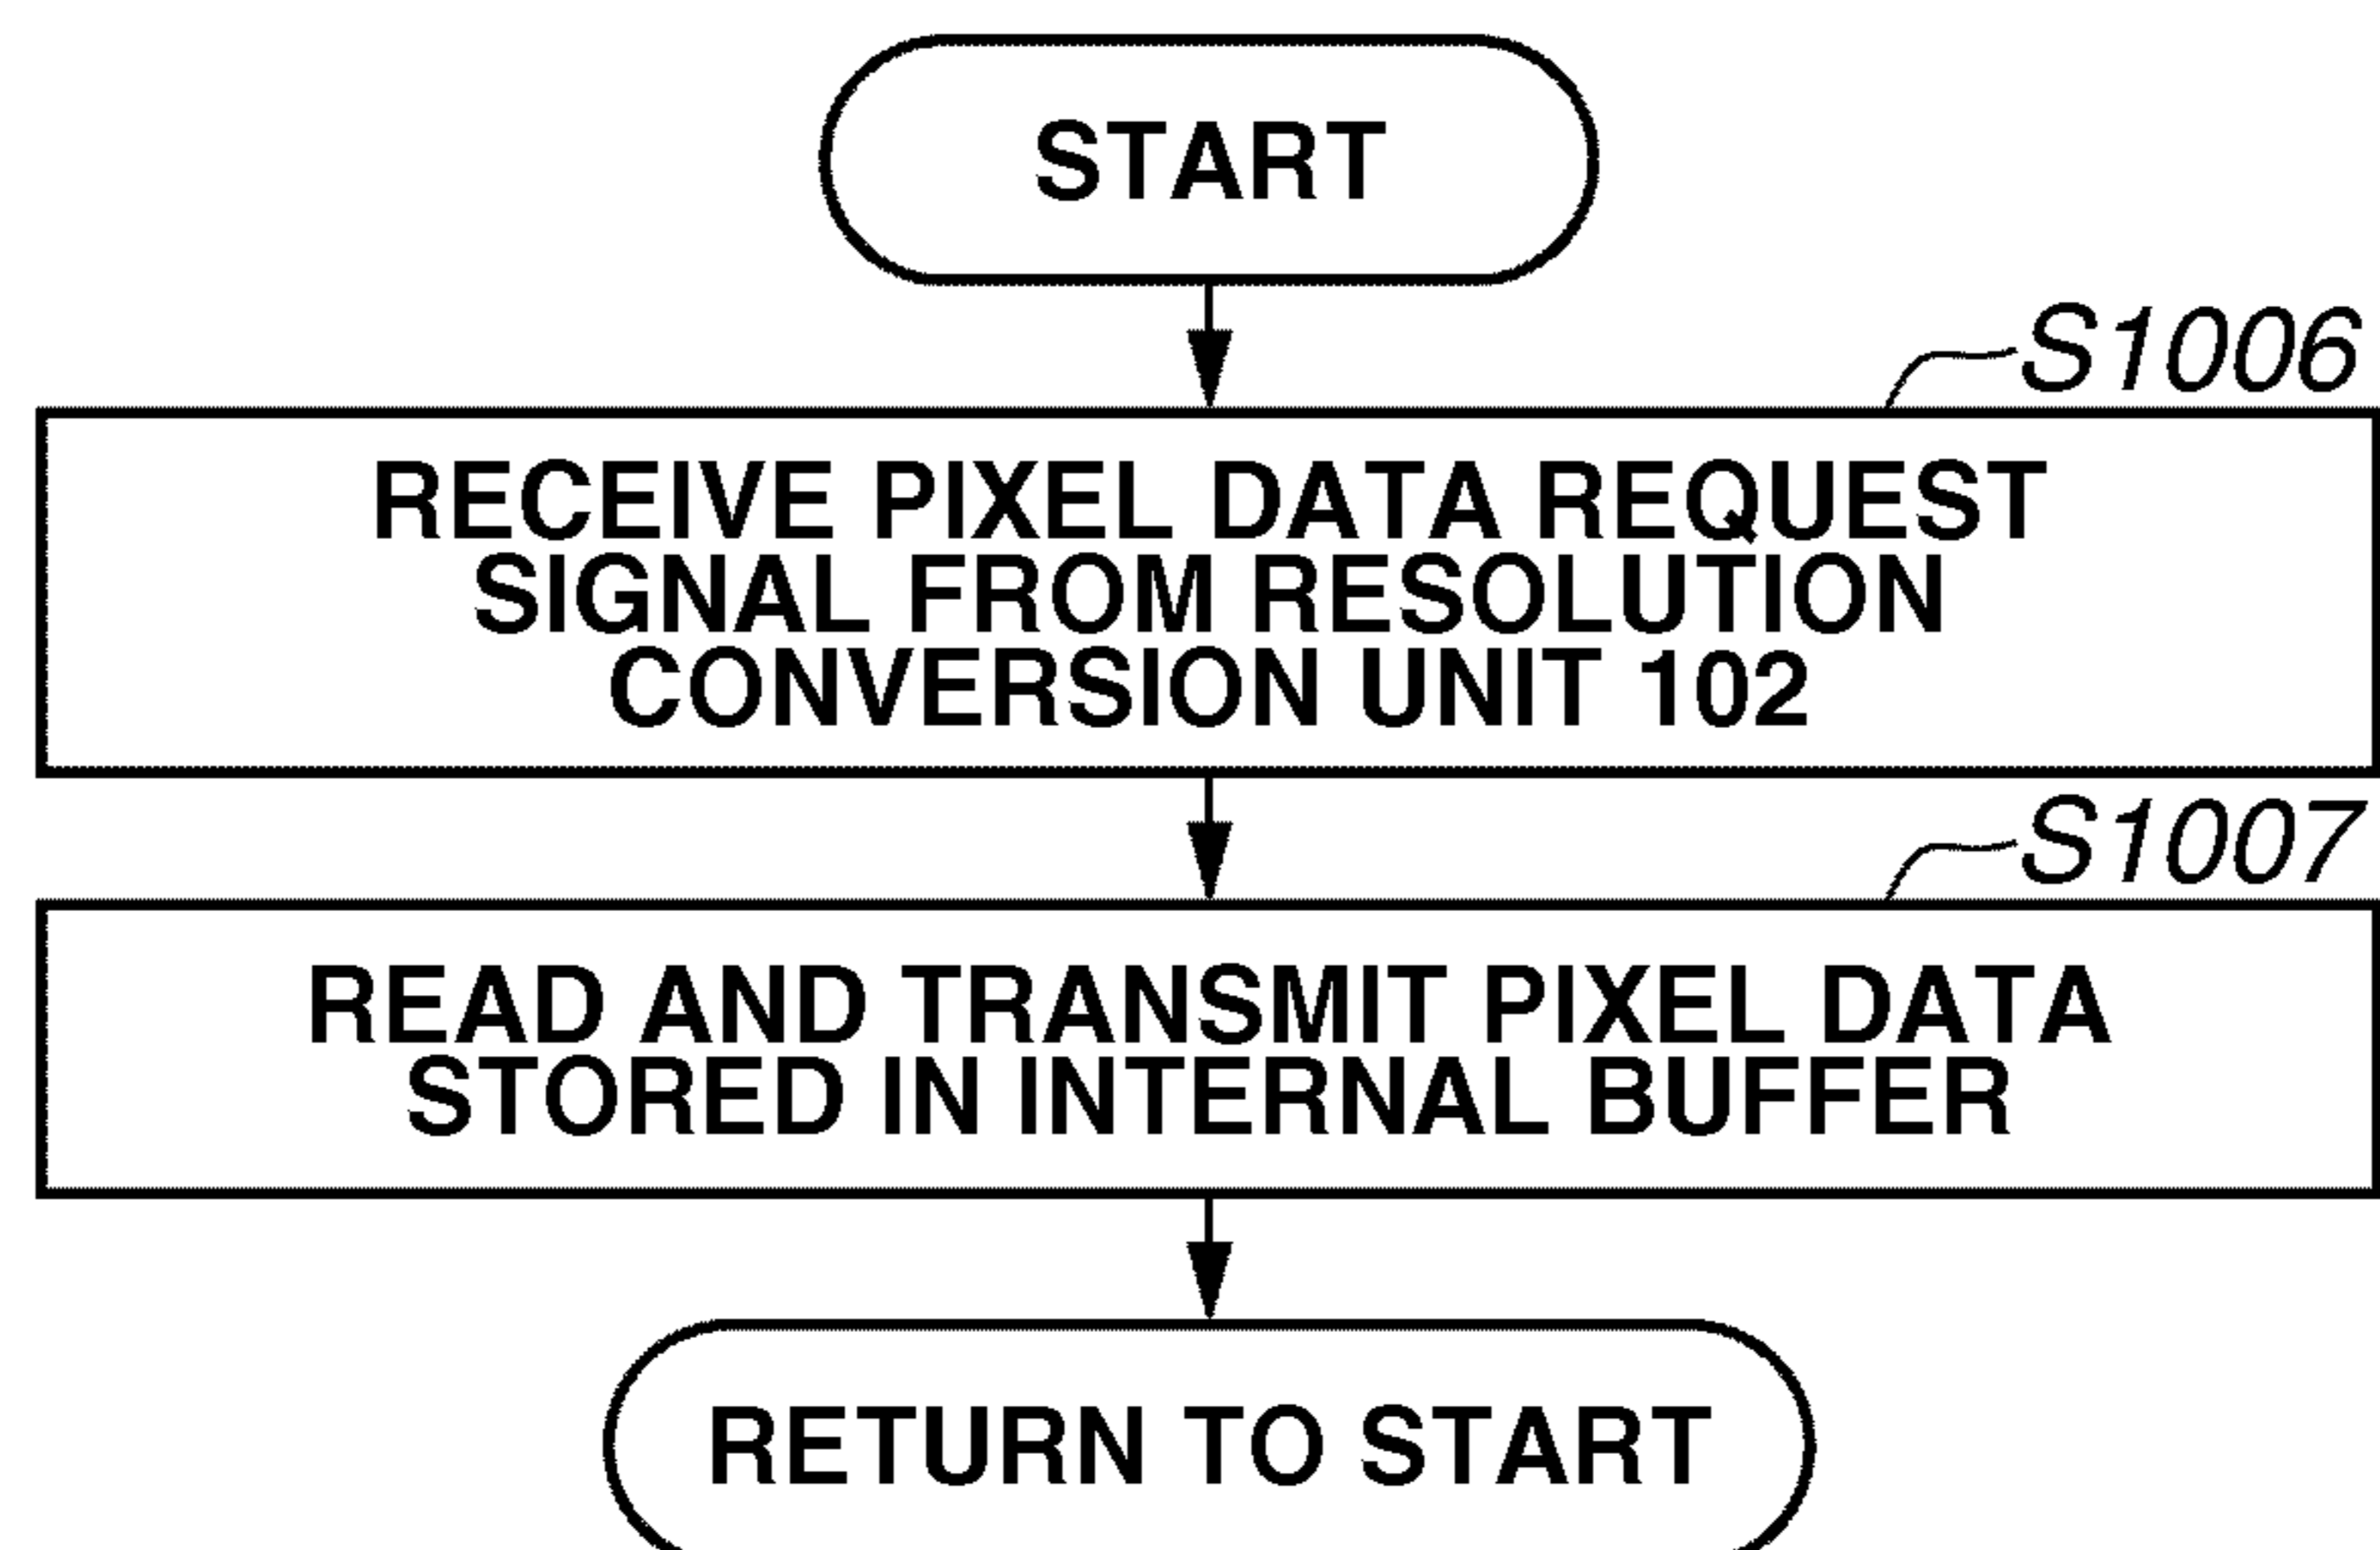 START
S1006
RECEIVE PIXEL DATA REQUEST
SIGNAL FROM RESOLUTION
CONVERSION UNIT 102
S1007
READ AND TRANSMIT PIXEL DATA
STORED IN INTERNAL BUFFER
RETURN TO START